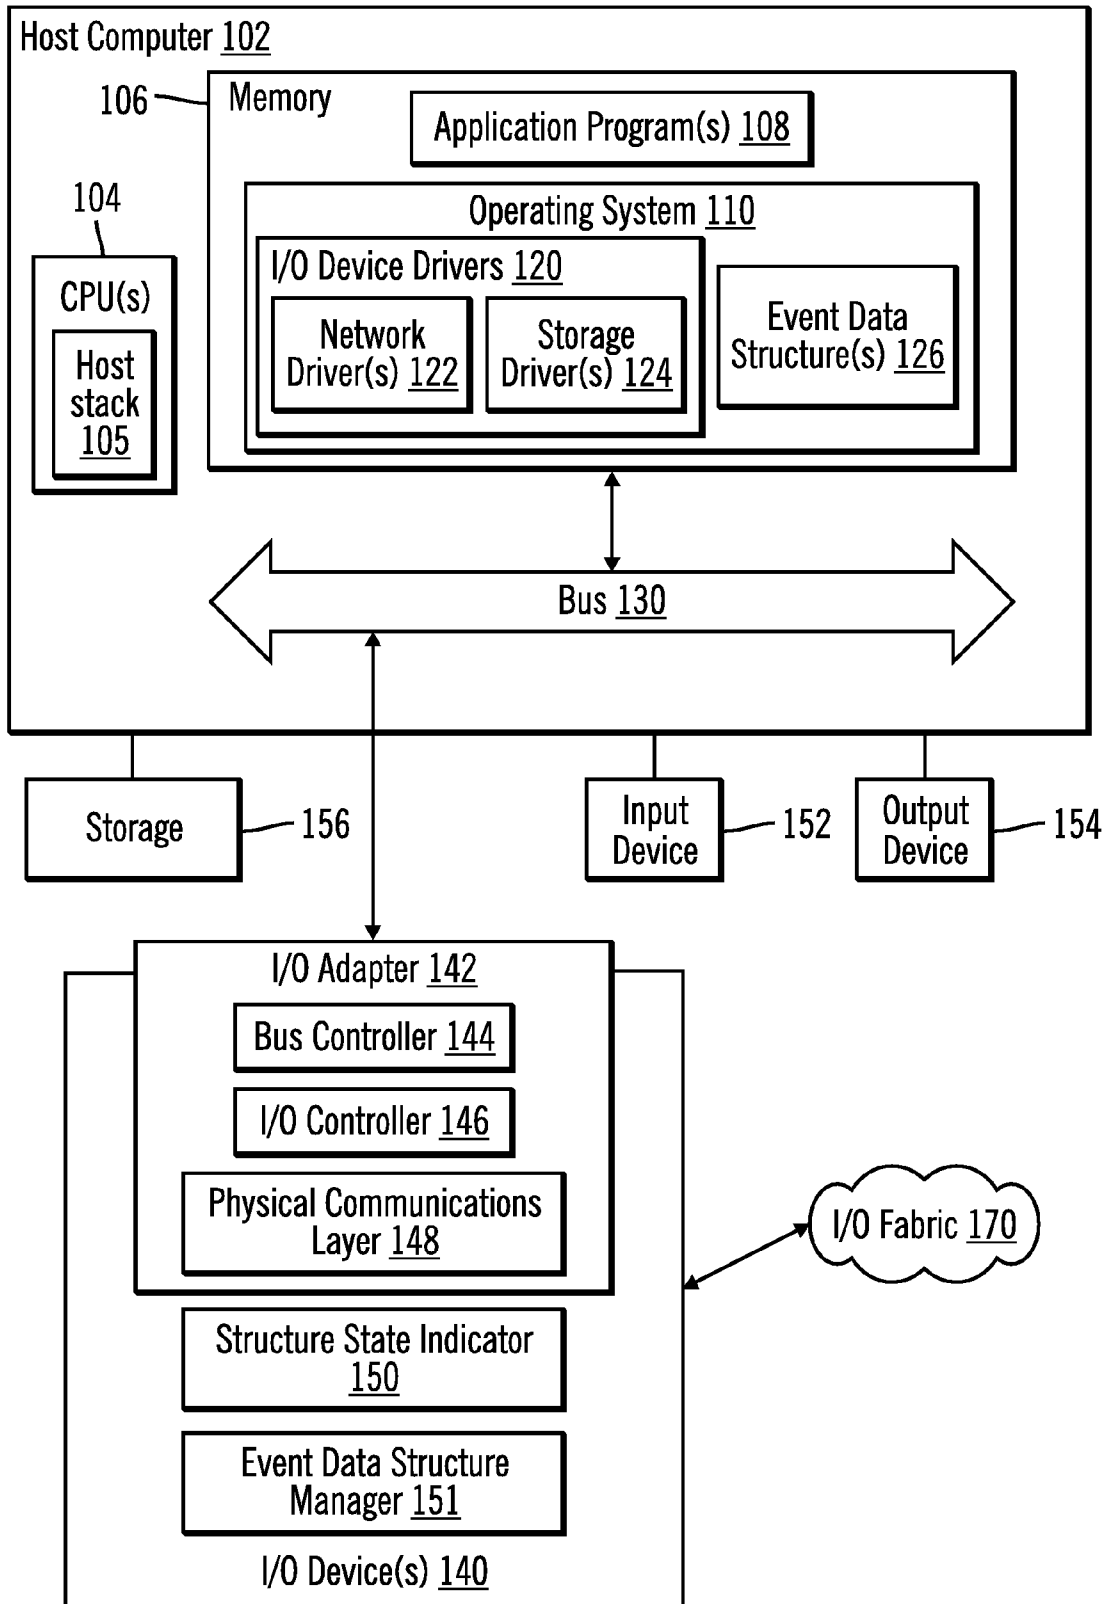 Host Computer 102
106
Memory
Application Program(s) 108
104
Operating System 110
I/O Device Drivers 120
CPU(s)
Host
stack
105
Network
Driver(s) 122
Storage
Driver(s) 124
Event Data
Structure(s) 126
Bus 130
Storage
156
Input
Device
152
Output
Device
154
I/O Adapter 142
Bus Controller 144
I/O Controller 146
Physical Communications
Layer 148
I/O Fabric 170
Structure State Indicator
150
Event Data Structure
Manager 151
I/O Device(s) 140